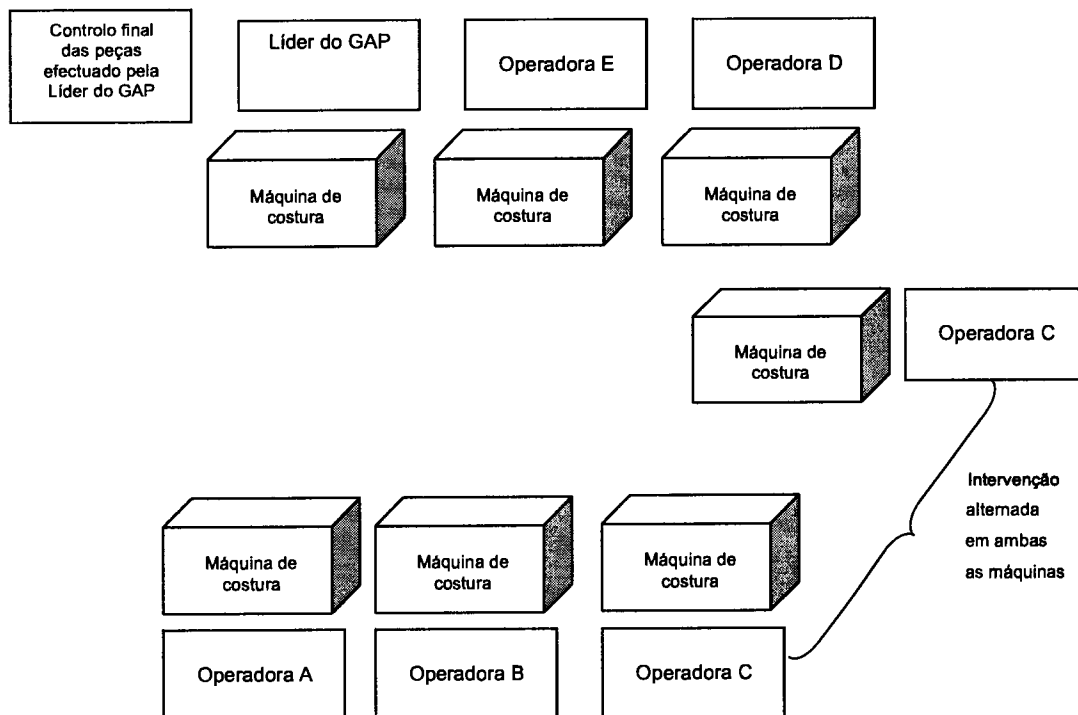 Controlo final
das peças
efectuado pela
Líder do GAP
Líder do GAP
Operadora E
Operadora D
Máquina de
costura
Máquina de
costura
Máquina de
costura
Máquina de
costura
Operadora C
Intervenção
alternada
em ambas
as máquinas
Máquina de
costura
Máquina de
costura
Máquina de
costura
Operadora A
Operadora B
Operadora C